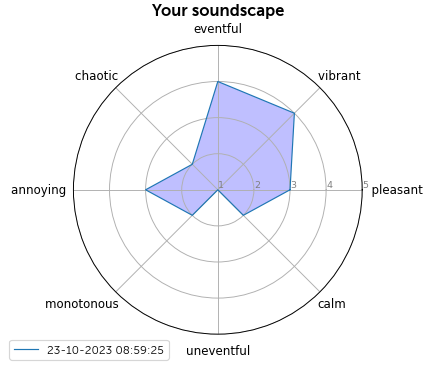 Your soundscape
eventful
chaotic
vibrant
annoying
1 2 3 4 5
pleasant
monotonous
calm
23-10-2023 08:59:25
uneventful